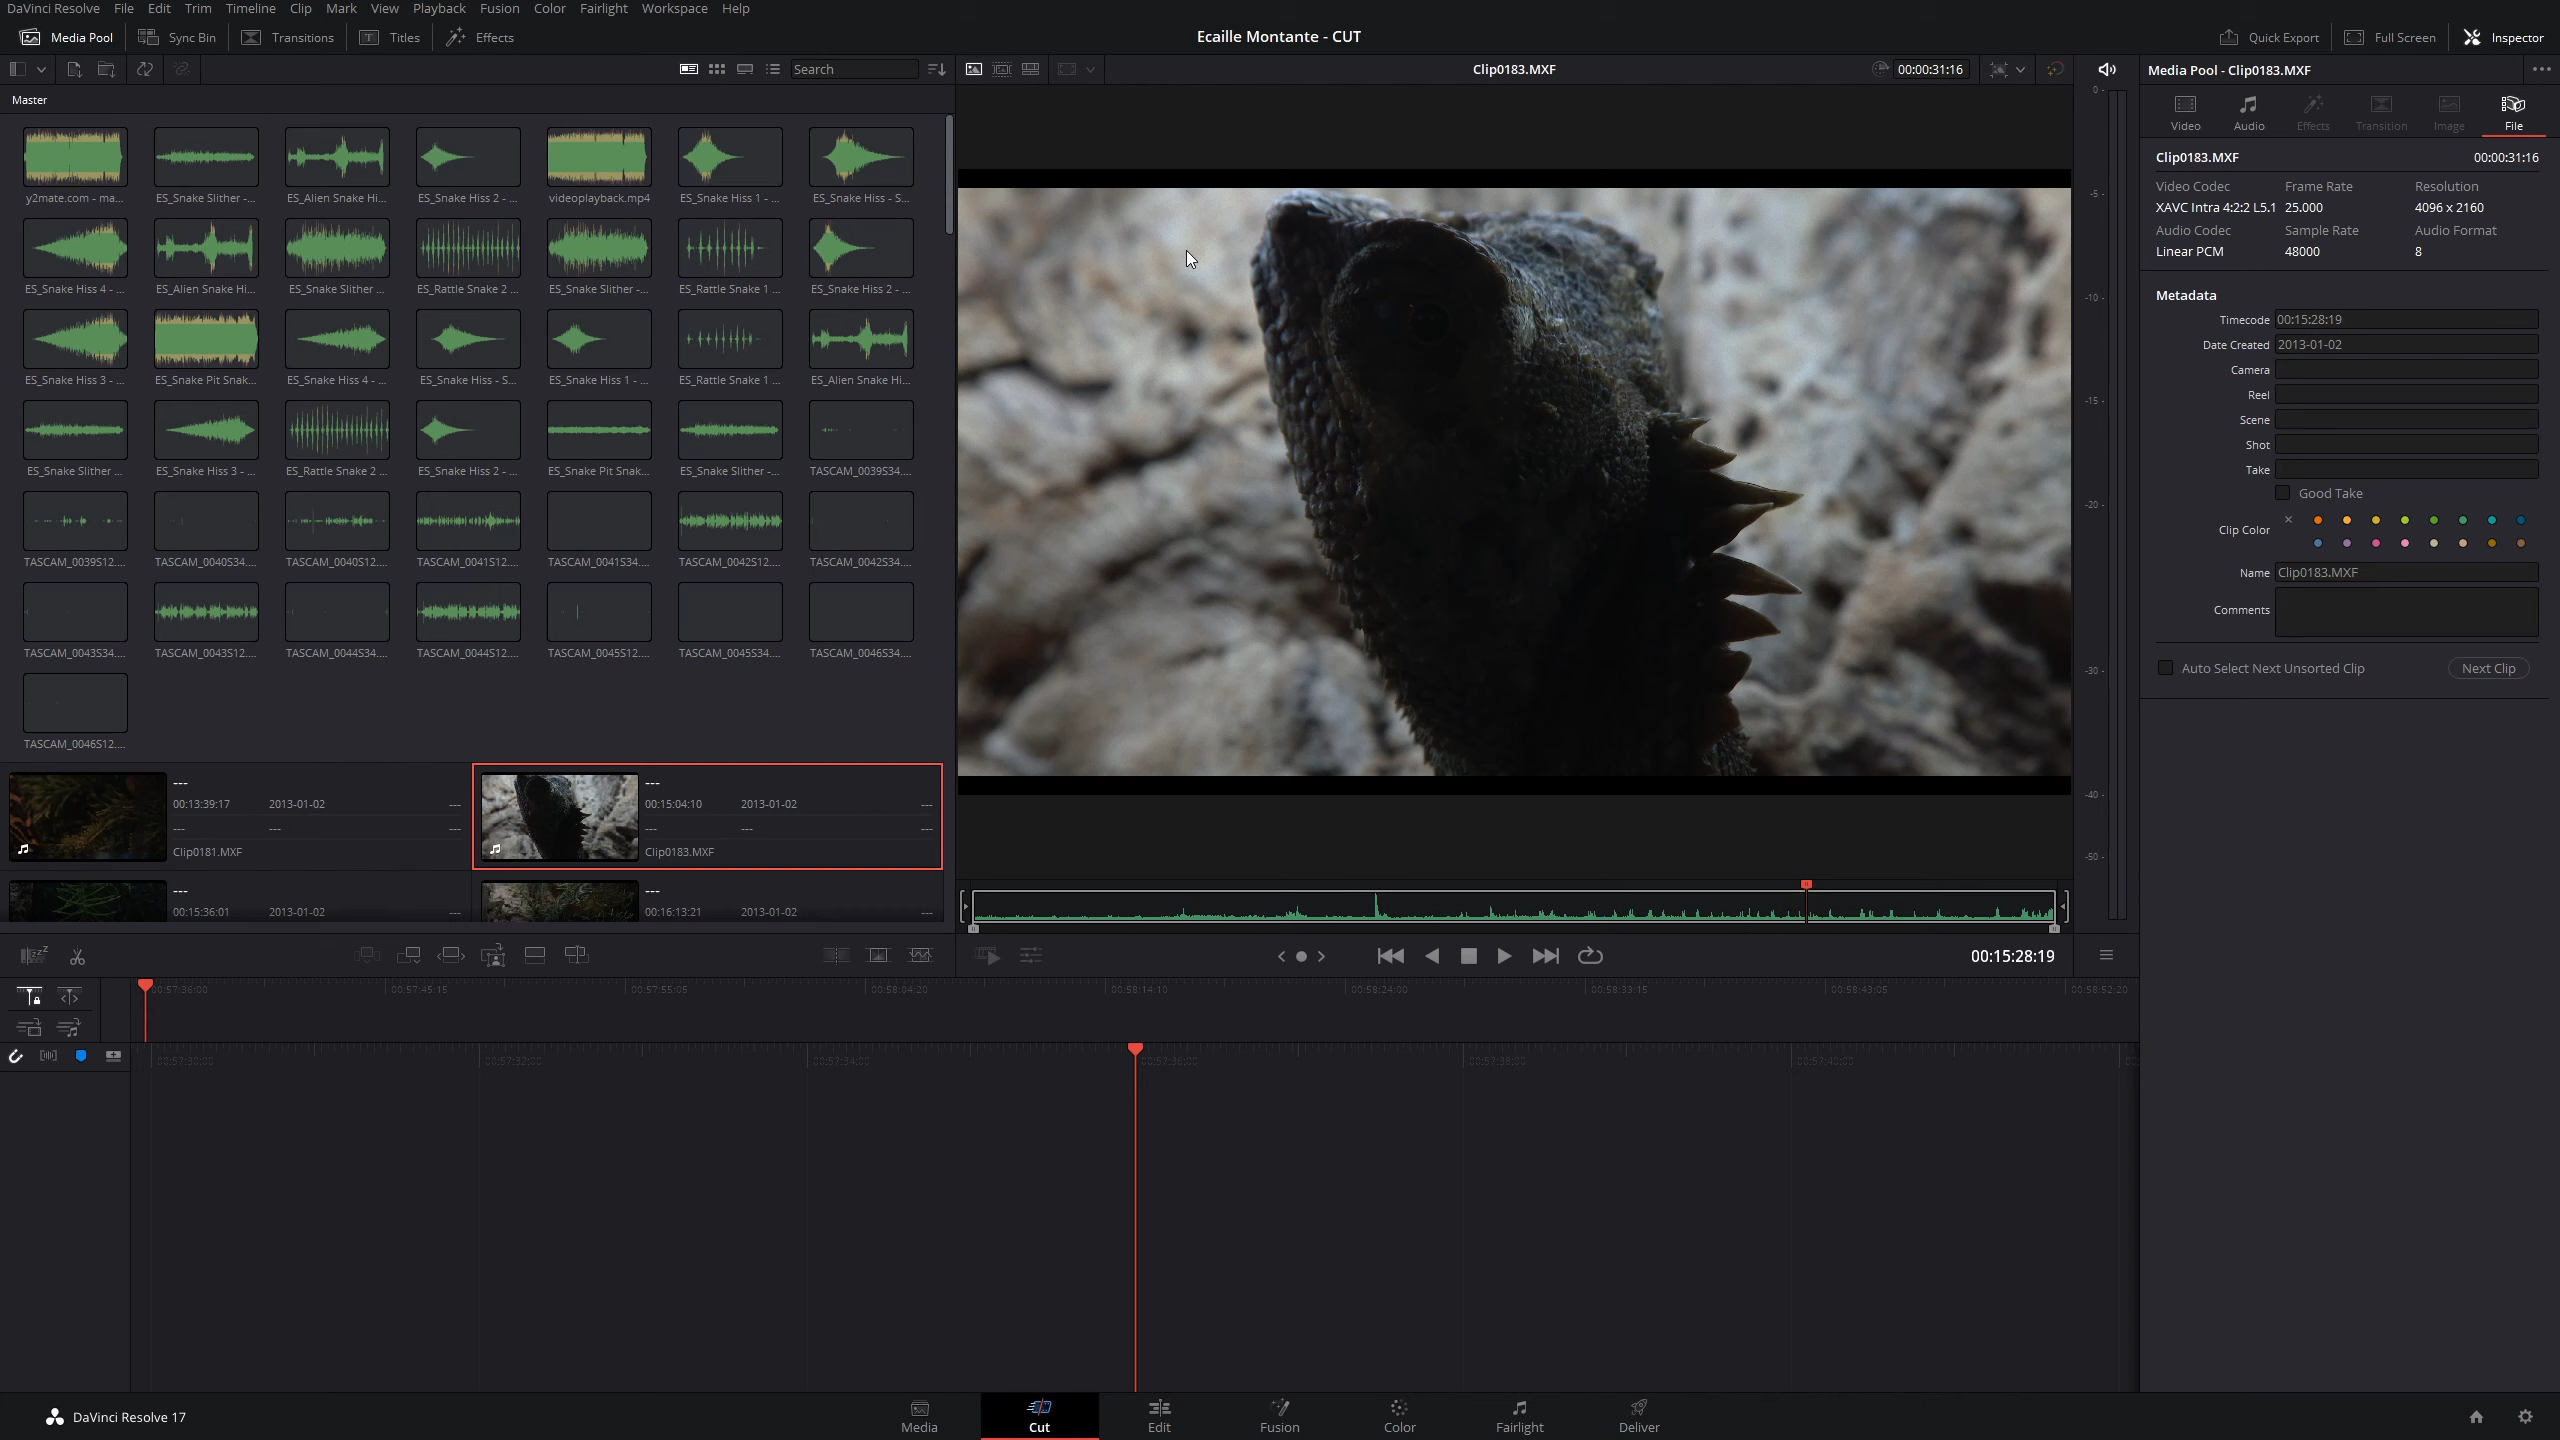 DaVinci Resolve File Edit Trim Timeline Clip Mark View Playback Fusion Color Fairlight Workspace Help
Media Pool Sync Bin Transitions Titles Effects Ecaille Montante - CUT Quick Export Full Screen Inspector
Search Clip0183.MXF 00:00:31:16 Media Pool - Clip0183.MXF
Master
Video Audio Effects Transition Image File
y2mate.com - ma... ES_Snake Slither -... ES_Alien Snake Hi... ES_Snake Hiss 2 - ... videoplayback.mp4 ES_Snake Hiss 1 - ... ES_Snake Hiss - S...
ES_Snake Hiss 4 - ... ES_Alien Snake Hi... ES_Snake Slither ... ES_Rattle Snake 2 ... ES_Snake Slither -... ES_Rattle Snake 1 ... ES_Snake Hiss 2 - ...
ES_Snake Hiss 3 - ... ES_Snake Pit Snak... ES_Snake Hiss 4 - ... ES_Snake Hiss - S... ES_Snake Hiss 1 - ... ES_Rattle Snake 1 ... ES_Alien Snake Hi...
ES_Snake Slither ... ES_Snake Hiss 3 - ... ES_Rattle Snake 2 ... ES_Snake Hiss 2 - ... ES_Snake Pit Snak... ES_Snake Slither -... TASCAM_0039S34....
TASCAM_0039S12.... TASCAM_0040S34.... TASCAM_0040S12.... TASCAM_0041S12.... TASCAM_0041S34.... TASCAM_0042S12.... TASCAM_0042S34....
TASCAM_0043S34.... TASCAM_0043S12.... TASCAM_0044S34.... TASCAM_0044S12.... TASCAM_0045S12.... TASCAM_0045S34.... TASCAM_0046S34....
TASCAM_0046S12....
--- 
00:13:39:17 2013-01-02 ---
--- ---
Clip0181.MXF
---
00:15:04:10 2013-01-02 ---
--- --- ---
Clip0183.MXF
---
00:15:36:01 2013-01-02 ---
---
00:16:13:21 2013-01-02 ---
0 -
-5 -
-10 -
-15 -
-20 -
-30 -
-40 -
-50 -
Clip0183.MXF 00:00:31:16
Video Codec Frame Rate Resolution
XAVC Intra 4:2:2 L5.1 25.000 4096 x 2160
Audio Codec Sample Rate Audio Format
Linear PCM 48000 8
Metadata
Timecode 00:15:28:19
Date Created 2013-01-02
Camera
Reel
Scene
Shot
Take
Good Take
Clip Color
Name Clip0183.MXF
Comments
Auto Select Next Unsorted Clip Next Clip
00:15:28:19
00:57:36:00 00:57:45:15 00:57:55:05 00:58:04:20 00:58:14:10 00:58:24:00 00:58:33:15 00:58:43:05 00:58:52:20
00:57:30:00 00:57:32:00 00:57:34:00 00:57:36:00 00:57:38:00 00:57:40:00
DaVinci Resolve 17 Media Cut Edit Fusion Color Fairlight Deliver